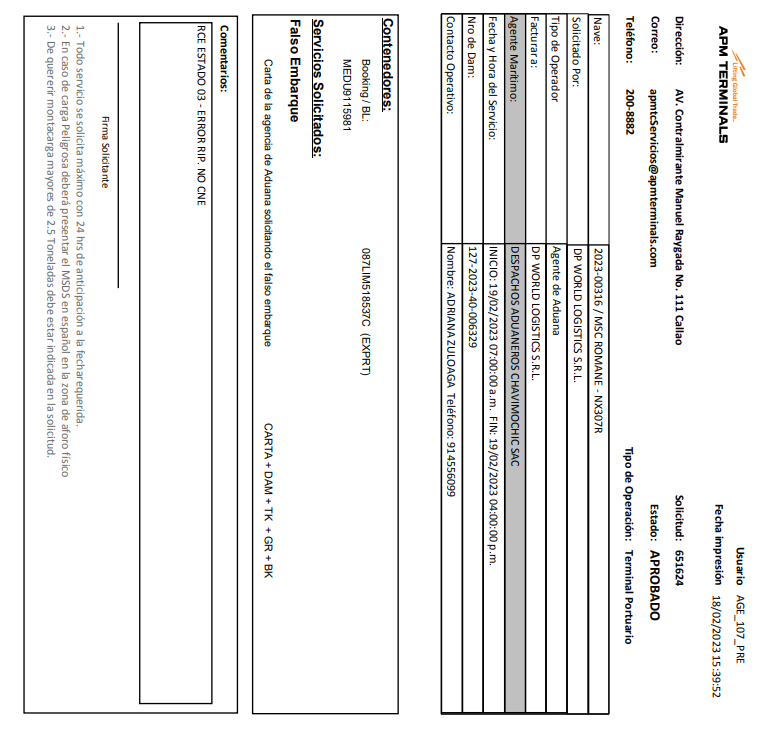 APM TERMINALS
Lifting Global Trade.
Usuario AGE_107_PRE
Fecha impresión 18/02/2023 15:39:52
Dirección: AV. Contralmirante Manuel Raygada No. 111 Callao
Solicitud: 651624
Correo: apmtcServicios@apmterminals.com
Estado: APROBADO
Teléfono: 200-8882
Tipo de Operación: Terminal Portuario
Nave: 2023-00316 / MSC ROMANE - NX307R
Solicitado Por: DP WORLD LOGISTICS S.R.L.
Tipo de Operador Agente de Aduana
Facturar a: DP WORLD LOGISTICS S.R.L.
Agente Marítimo: DESPACHOS ADUANEROS CHAVIMOCHIC SAC
Fecha y Hora del Servicio: INICIO: 19/02/2023 07:00:00 a.m. FIN: 19/02/2023 04:00:00 p.m.
Nro de Dam: 127-2023-40-006329
Contacto Operativo: Nombre: ADRIANA ZULOAGA Teléfono: 914556099
Contenedores:
Booking / BL: 087LIM518537C (EXPRT)
MEDU9115981
Servicios Solicitados:
Falso Embarque
Carta de la agencia de Aduana solicitando el falso embarque CARTA + DAM + TK + GR + BK
Comentarios:
RCE ESTADO 03 - ERROR RIP. NO CNE
Firma Solicitante
1.- Todo servicio se solicita máximo con 24 hrs de anticipación a la fecha requerida.
2.- En caso de carga Peligrosa deberá presentar el MSDS en español en la zona de aforo físico
3.- De quererir montacarga mayores de 2.5 Toneladas debe estar indicada en la solicitud.